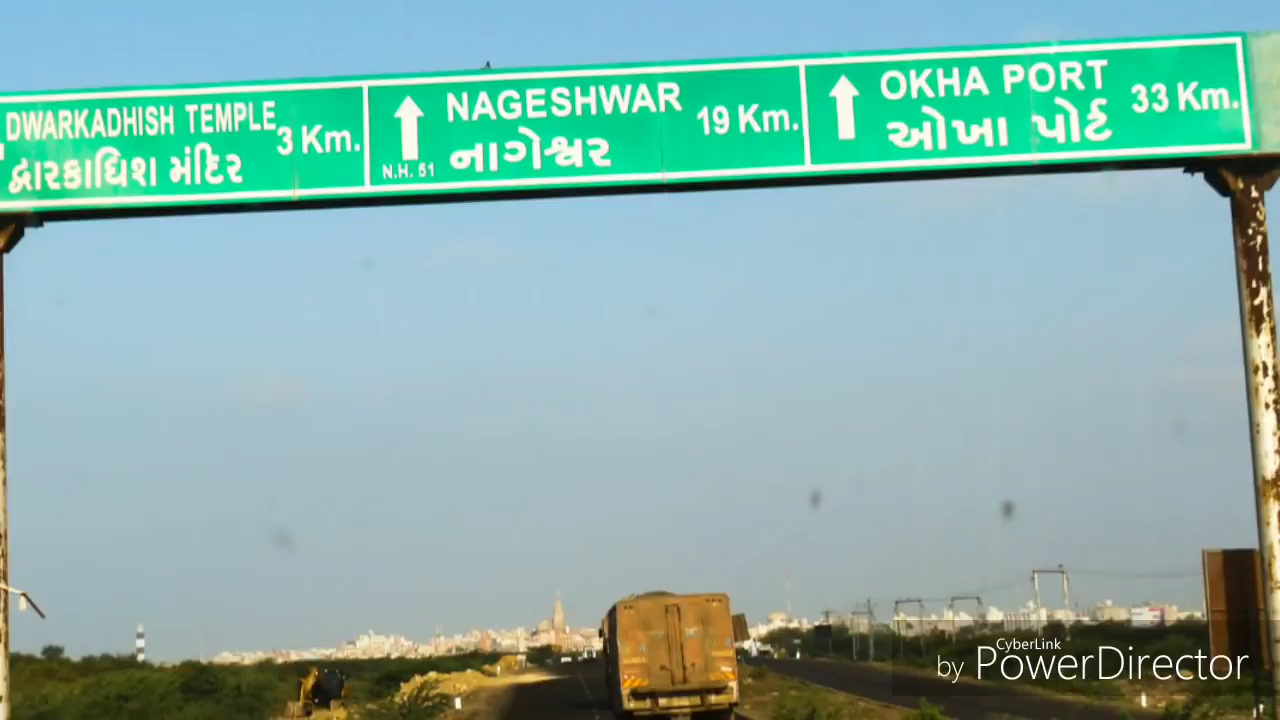 DWARKADHISH TEMPLE 3 Km.
દ્વારકાધિશ મંદિર
NAGESHWAR 19 Km.
N.H. 51 નાગેશ્વર
OKHA PORT 33 Km.
ઓખા પોર્ટ
CyberLink
by PowerDirector